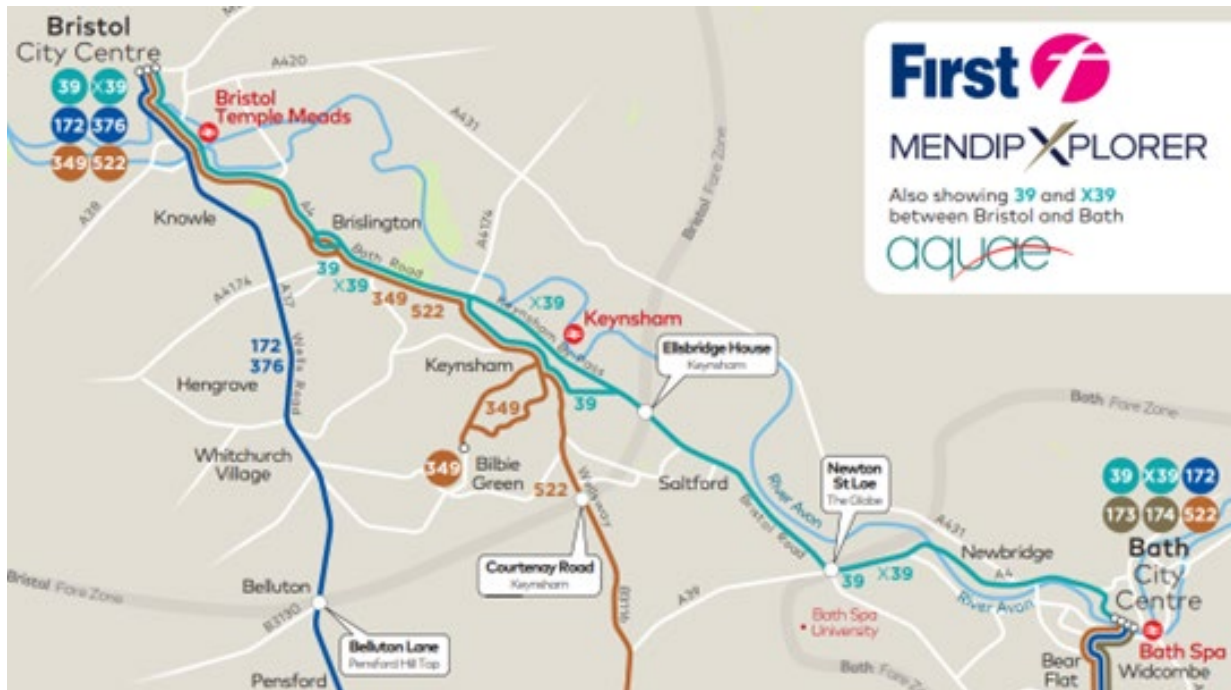 Bristol
City Centre
39 X39
172 376
349 522
Bristol
Temple Meads
A420
A431
A38
Knowle
A4
Brislington
A4174
Bristol Fare Zone
39
X39
Bath Road
349
522
A4174
A37
172
376
Wells Road
Hengrove
Whitchurch
Village
Keynsham By-Pass
X39
Keynsham
Keynsham
39
349
349
Bilbie
Green
522
Wellsway
Ellsbridge House
Keynsham
Saltford
Courtenay Road
Keynsham
B3116
Bristol Fare Zone
Belluton
B3130
Belluton Lane
Pensford Hill Top
Pensford
First
MENDIP XPLORER
Also showing 39 and X39
between Bristol and Bath
aquae
Bath Fare Zone
Newton
St Loe
The Globe
River Avon
Bristol Road
A39
39
X39
A431
Newbridge
A4
River Avon
Bath Spa
University
Bath Fare Zone
39 X39 172
173 174 522
Bath
City
Centre
Bath Spa
Bear
Flat
Widcombe